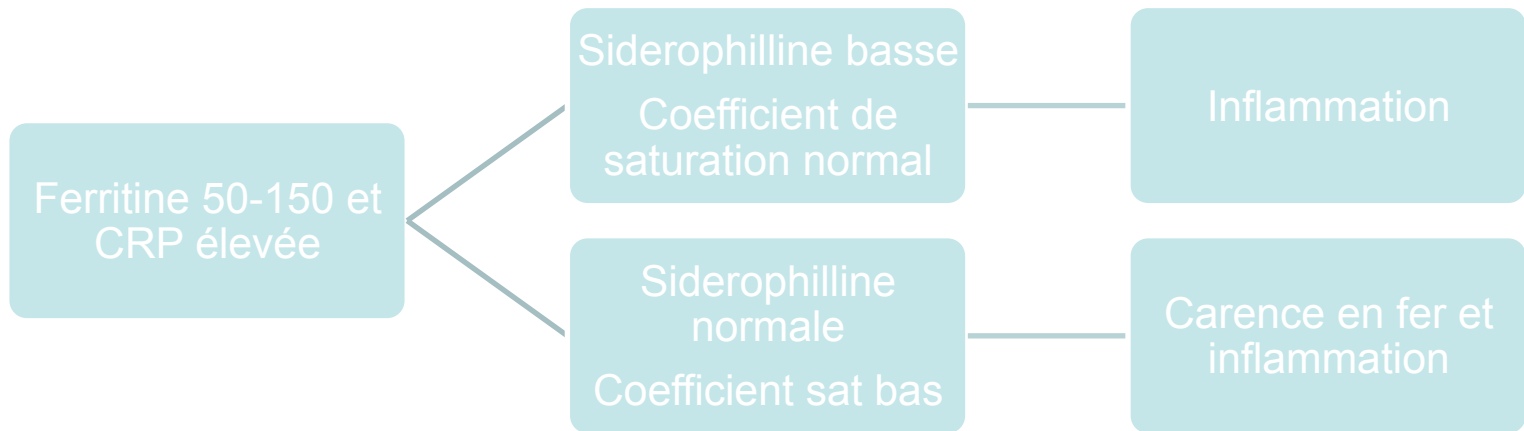 Ferritine 50-150 et
CRP élevée
Siderophilline basse
Coefficient de
saturation normal
Inflammation
Siderophilline
normale
Coefficient sat bas
Carence en fer et
inflammation